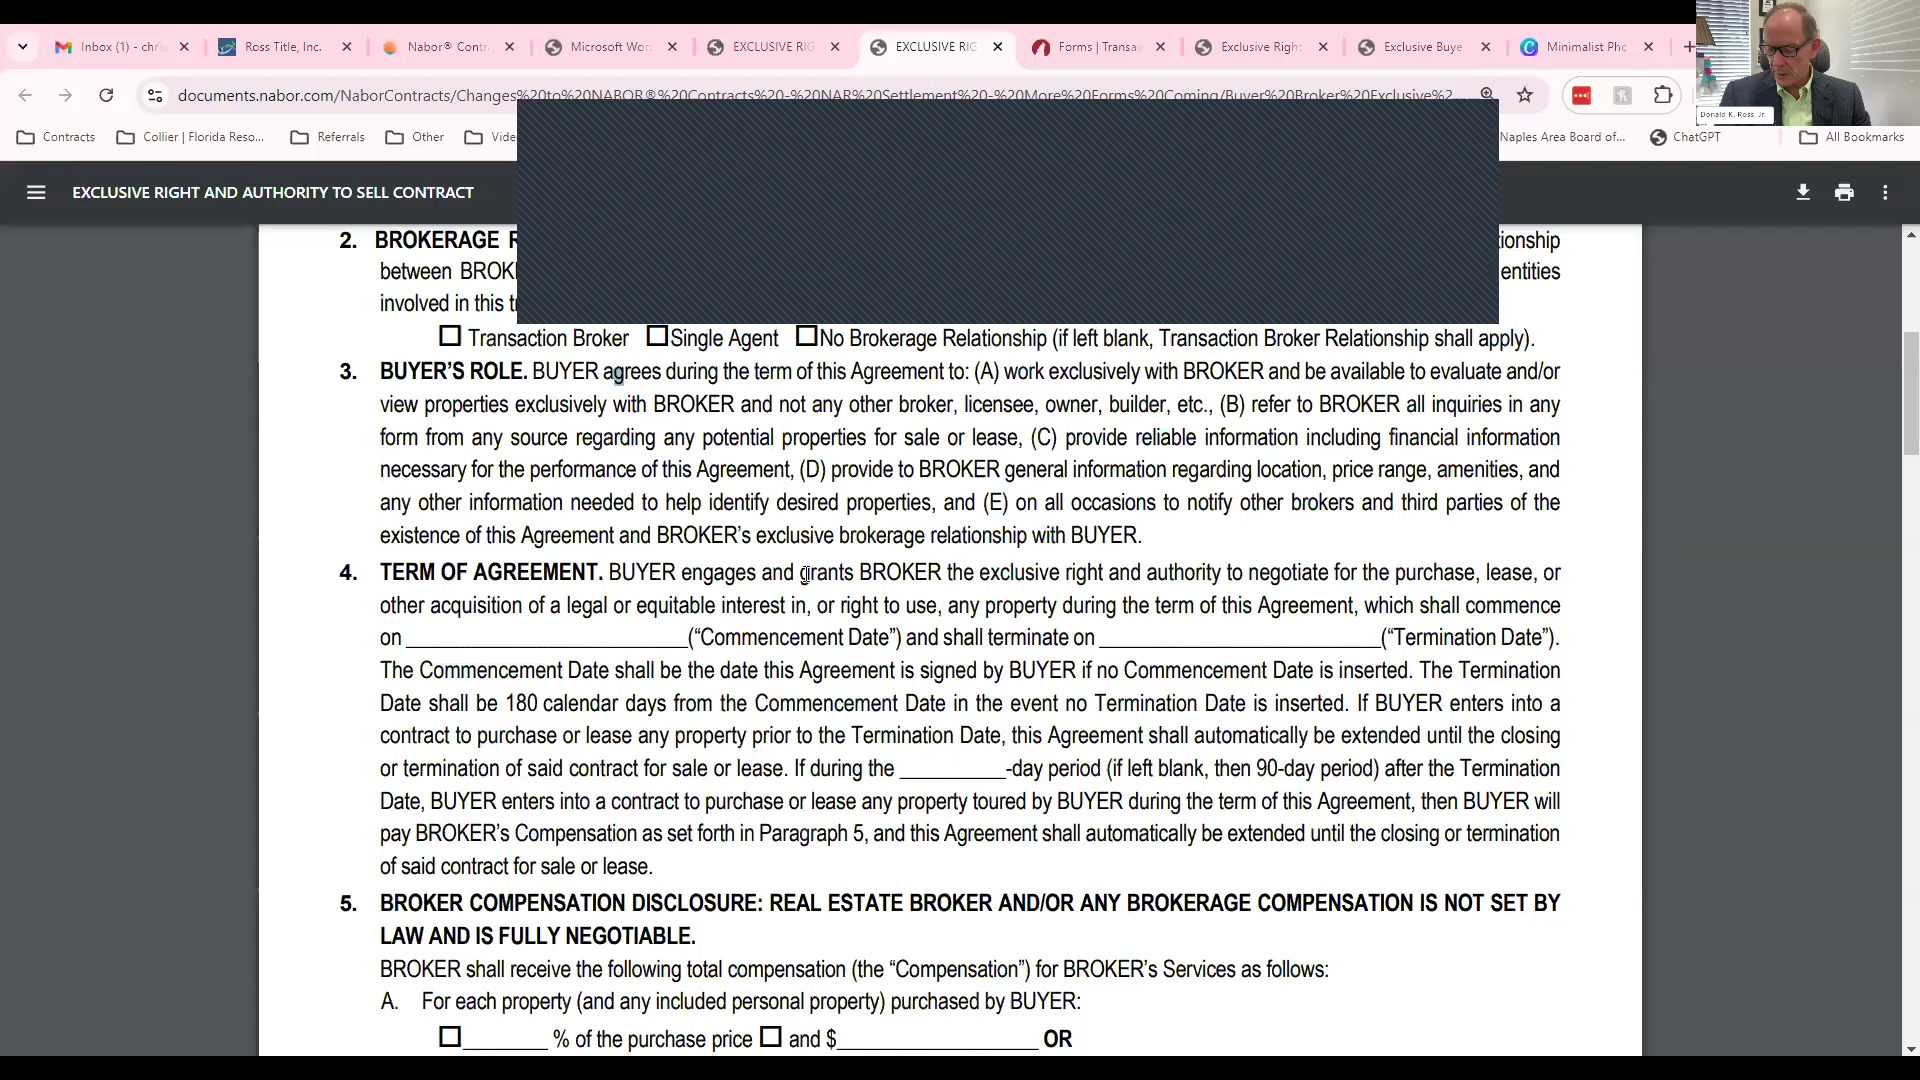 Inbox (1) - chri
Ross Title, Inc.
Nabor® Contr
Microsoft Wor
EXCLUSIVE RIG
EXCLUSIVE RIG
Forms | Transa
Exclusive Right
Exclusive Buye
Minimalist Pho
documents.nabor.com/NaborContracts/Changes%20to%20NABOR®%20Contracts%20-%20NAR%20Settlement%20-%20More%20Forms%20Coming/Buyer%20Broker%20Exclusive%2...
Donald K. Ross, Jr.
Contracts
Collier | Florida Reso...
Referrals
Other
Vide
Naples Area Board of...
ChatGPT
All Bookmarks
EXCLUSIVE RIGHT AND AUTHORITY TO SELL CONTRACT
2. BROKERAGE R ionship
between BROK entities
involved in this t
Transaction Broker Single Agent No Brokerage Relationship (if left blank, Transaction Broker Relationship shall apply).
3. BUYER'S ROLE. BUYER agrees during the term of this Agreement to: (A) work exclusively with BROKER and be available to evaluate and/or
view properties exclusively with BROKER and not any other broker, licensee, owner, builder, etc., (B) refer to BROKER all inquiries in any
form from any source regarding any potential properties for sale or lease, (C) provide reliable information including financial information
necessary for the performance of this Agreement, (D) provide to BROKER general information regarding location, price range, amenities, and
any other information needed to help identify desired properties, and (E) on all occasions to notify other brokers and third parties of the
existence of this Agreement and BROKER's exclusive brokerage relationship with BUYER.
4. TERM OF AGREEMENT. BUYER engages and grants BROKER the exclusive right and authority to negotiate for the purchase, lease, or
other acquisition of a legal or equitable interest in, or right to use, any property during the term of this Agreement, which shall commence
on ____________________ ("Commencement Date") and shall terminate on ____________________ ("Termination Date").
The Commencement Date shall be the date this Agreement is signed by BUYER if no Commencement Date is inserted. The Termination
Date shall be 180 calendar days from the Commencement Date in the event no Termination Date is inserted. If BUYER enters into a
contract to purchase or lease any property prior to the Termination Date, this Agreement shall automatically be extended until the closing
or termination of said contract for sale or lease. If during the __________-day period (if left blank, then 90-day period) after the Termination
Date, BUYER enters into a contract to purchase or lease any property toured by BUYER during the term of this Agreement, then BUYER will
pay BROKER's Compensation as set forth in Paragraph 5, and this Agreement shall automatically be extended until the closing or termination
of said contract for sale or lease.
5. BROKER COMPENSATION DISCLOSURE: REAL ESTATE BROKER AND/OR ANY BROKERAGE COMPENSATION IS NOT SET BY
LAW AND IS FULLY NEGOTIABLE.
BROKER shall receive the following total compensation (the "Compensation") for BROKER's Services as follows:
A. For each property (and any included personal property) purchased by BUYER:
________ % of the purchase price and $____________________ OR